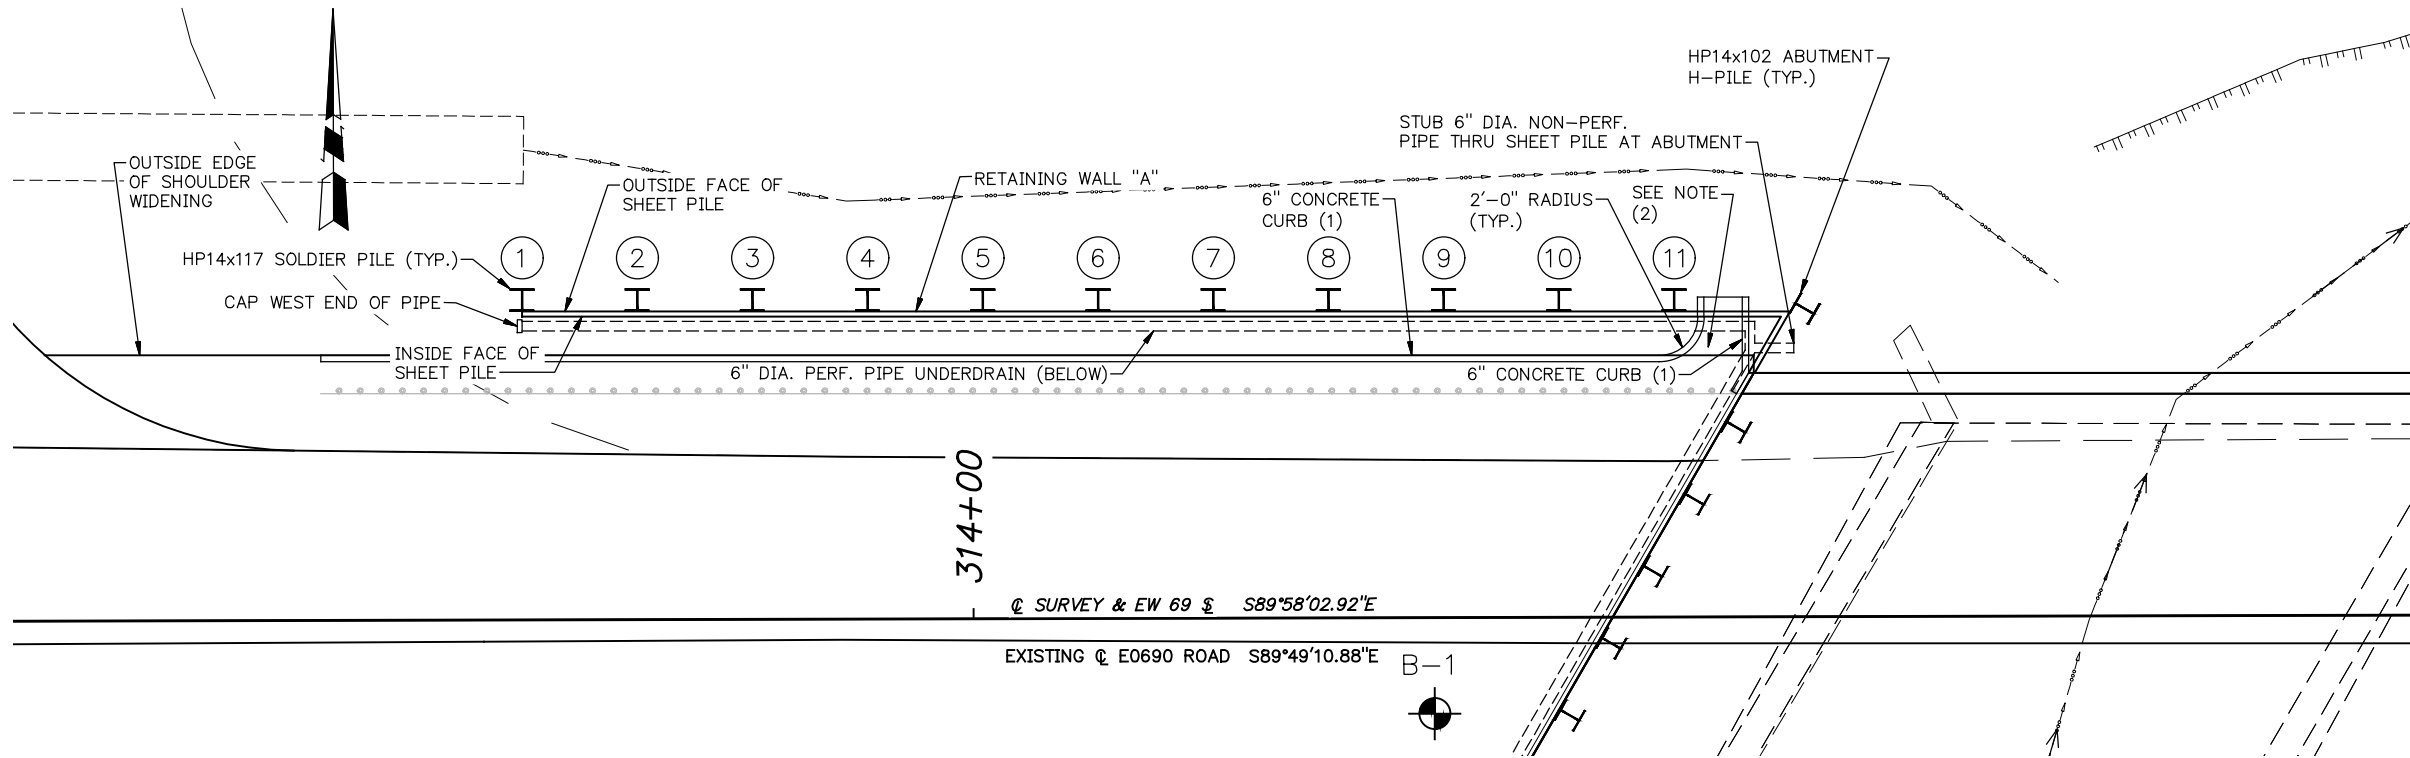 HP14x102 ABUTMENT
H-PILE (TYP.)
STUB 6" DIA. NON-PERF.
PIPE THRU SHEET PILE AT ABUTMENT
OUTSIDE EDGE
OF SHOULDER
WIDENING
OUTSIDE FACE OF
SHEET PILE
RETAINING WALL "A"
6" CONCRETE
CURB (1)
2'-0" RADIUS
(TYP.)
SEE NOTE
(2)
HP14x117 SOLDIER PILE (TYP.)
1 2 3 4 5 6 7 8 9 10 11
CAP WEST END OF PIPE
INSIDE FACE OF
SHEET PILE
6" DIA. PERF. PIPE UNDERDRAIN (BELOW)
6" CONCRETE CURB (1)
N
314+00
℄ SURVEY & EW 69 ℄ S89°58'02.92"E
EXISTING ℄ E0690 ROAD S89°49'10.88"E
B-1